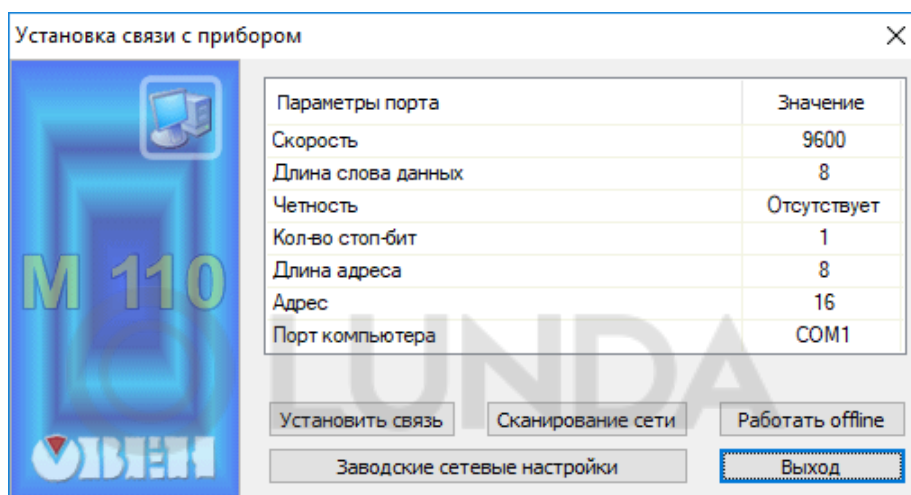 Установка связи с прибором
Параметры порта Значение
Скорость 9600
Длина слова данных 8
Четность Отсутствует
Кол-во стоп-бит 1
Длина адреса 8
Адрес 16
Порт компьютера COM1
М 110
LUNDA
Установить связь Сканирование сети Работать offline
ОВЕН
Заводские сетевые настройки Выход